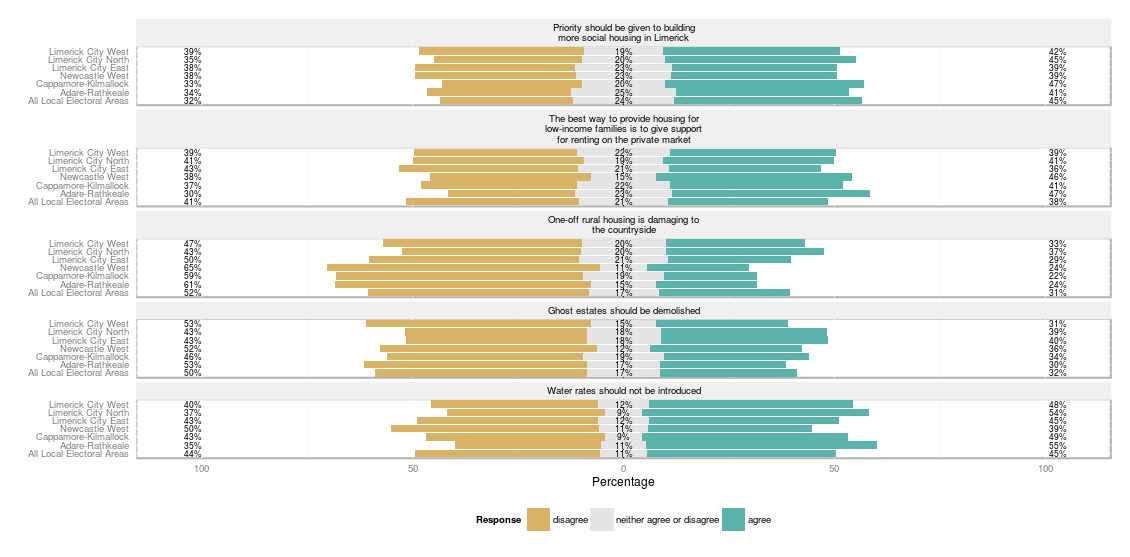 Priority should be given to building
more social housing in Limerick
Limerick City West 39% 19% 42%
Limerick City North 35% 20% 45%
Limerick City East 38% 23% 39%
Newcastle West 38% 23% 39%
Cappamore-Kilmallock 33% 20% 47%
Adare-Rathkeale 34% 25% 41%
All Local Electoral Areas 32% 24% 45%
The best way to provide housing for
low-income families is to give support
for renting on the private market
Limerick City West 39% 22% 39%
Limerick City North 41% 19% 41%
Limerick City East 43% 21% 36%
Newcastle West 38% 15% 46%
Cappamore-Kilmallock 37% 22% 41%
Adare-Rathkeale 30% 23% 47%
All Local Electoral Areas 41% 21% 38%
One-off rural housing is damaging to
the countryside
Limerick City West 47% 20% 33%
Limerick City North 43% 20% 37%
Limerick City East 50% 21% 29%
Newcastle West 65% 11% 24%
Cappamore-Kilmallock 59% 19% 22%
Adare-Rathkeale 61% 15% 24%
All Local Electoral Areas 52% 17% 31%
Ghost estates should be demolished
Limerick City West 53% 15% 31%
Limerick City North 43% 18% 39%
Limerick City East 43% 18% 40%
Newcastle West 52% 12% 36%
Cappamore-Kilmallock 46% 19% 34%
Adare-Rathkeale 53% 17% 30%
All Local Electoral Areas 50% 17% 32%
Water rates should not be introduced
Limerick City West 40% 12% 48%
Limerick City North 37% 9% 54%
Limerick City East 43% 12% 45%
Newcastle West 50% 11% 39%
Cappamore-Kilmallock 43% 9% 49%
Adare-Rathkeale 35% 11% 55%
All Local Electoral Areas 44% 11% 45%
100 50 0 50 100
Percentage
Response disagree neither agree or disagree agree